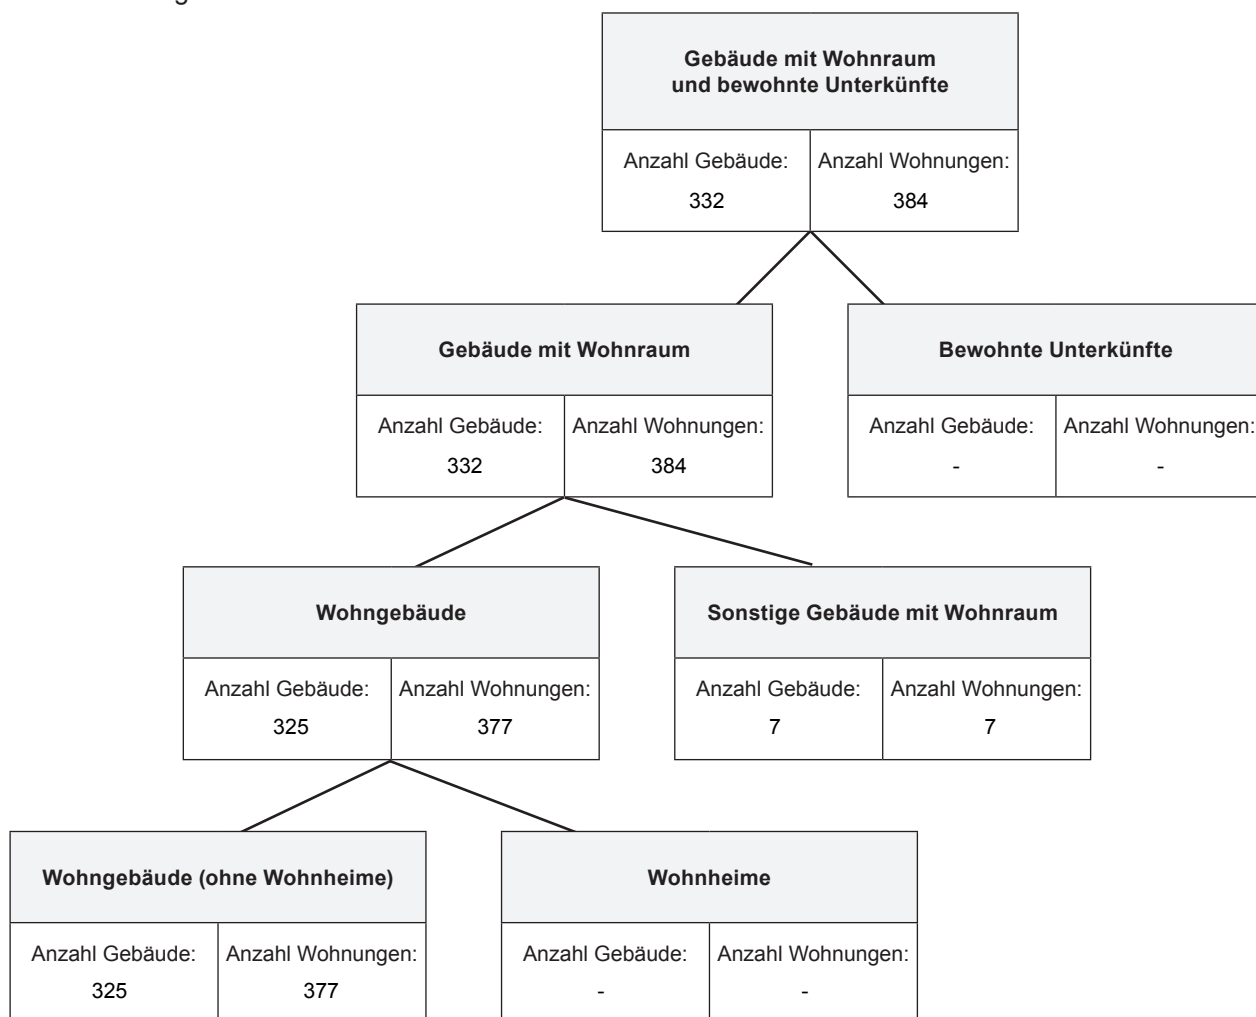 Gebäude mit Wohnraum
und bewohnte Unterkünfte
Anzahl Gebäude: Anzahl Wohnungen:
332 384
Gebäude mit Wohnraum
Anzahl Gebäude: Anzahl Wohnungen:
332 384
Bewohnte Unterkünfte
Anzahl Gebäude: Anzahl Wohnungen:
- -
Wohngebäude
Anzahl Gebäude: Anzahl Wohnungen:
325 377
Sonstige Gebäude mit Wohnraum
Anzahl Gebäude: Anzahl Wohnungen:
7 7
Wohngebäude (ohne Wohnheime)
Anzahl Gebäude: Anzahl Wohnungen:
325 377
Wohnheime
Anzahl Gebäude: Anzahl Wohnungen:
- -